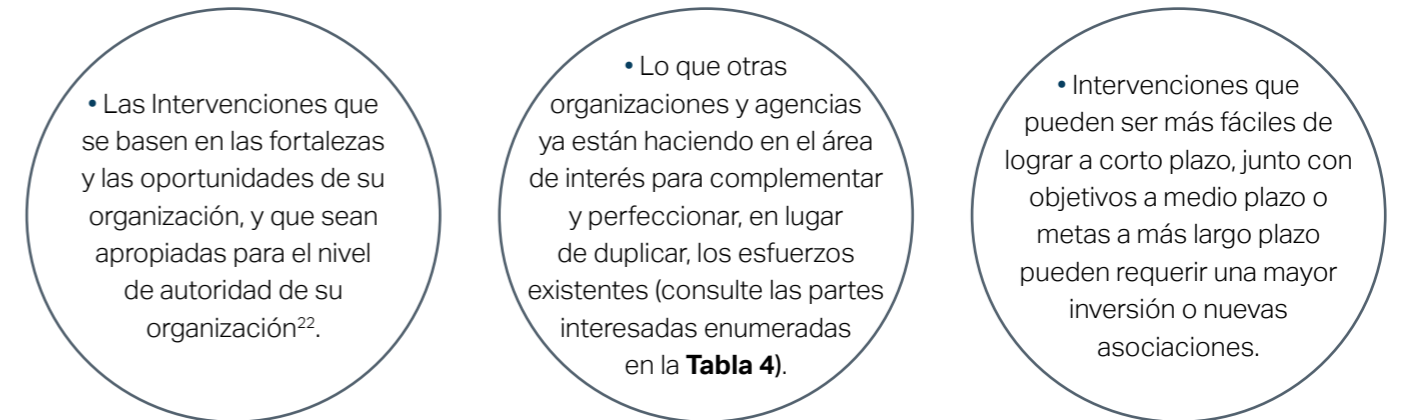 • Las Intervenciones que
se basen en las fortalezas
y las oportunidades de su
organización, y que sean
apropiadas para el nivel
de autoridad de su
organización²².
• Lo que otras
organizaciones y agencias
ya están haciendo en el área
de interés para complementar
y perfeccionar, en lugar
de duplicar, los esfuerzos
existentes (consulte las partes
interesadas enumeradas
en la Tabla 4).
• Intervenciones que
pueden ser más fáciles de
lograr a corto plazo, junto con
objetivos a medio plazo o
metas a más largo plazo
pueden requerir una mayor
inversión o nuevas
asociaciones.